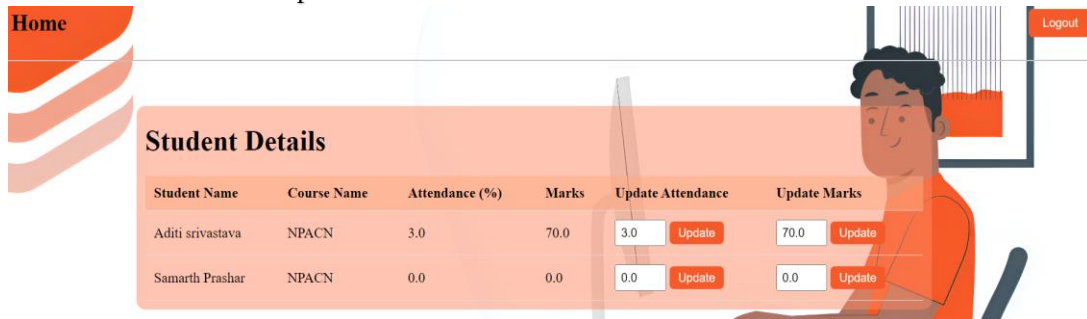 Home
Logout
Student Details
Student Name Course Name Attendance (%) Marks Update Attendance Update Marks
Aditi srivastava NPACN 3.0 70.0 3.0 Update 70.0 Update
Samarth Prashar NPACN 0.0 0.0 0.0 Update 0.0 Update